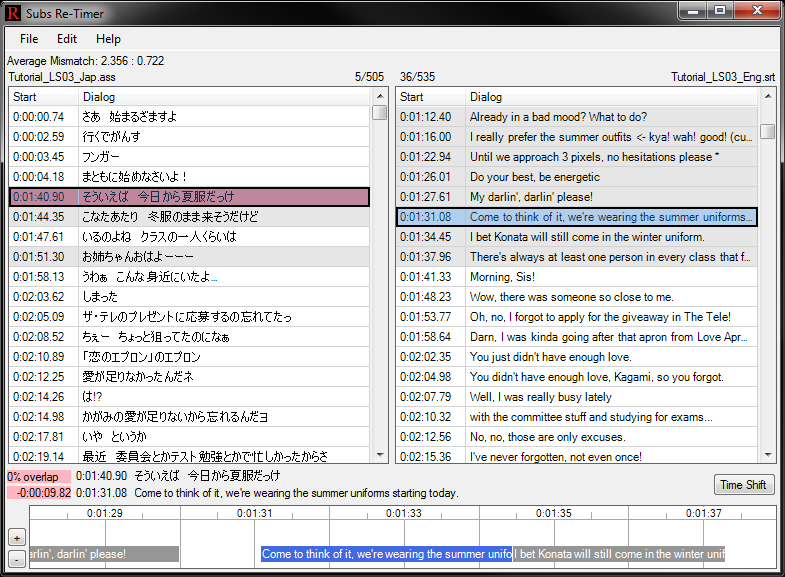 R Subs Re-Timer
File Edit Help
Average Mismatch: 2.356 : 0.722
Tutorial_LS03_Jap.ass 5/505
Start Dialog
0:00:00.74 さあ 始まるざますよ
0:00:02.59 行くでがんす
0:00:03.45 フンガー
0:00:04.18 まともに始めなさいよ!
0:01:40.90 そういえば 今日から夏服だっけ
0:01:44.35 こなたあたり 冬服のまま来そうだけど
0:01:47.61 いるのよね クラスの一人くらいは
0:01:51.30 お姉ちゃんおはよーーー
0:01:58.13 うわぁ こんな身近にいたよ…
0:02:03.62 しまった
0:02:05.09 ザ・テレのプレゼントに応募するの忘れてたっ
0:02:08.52 ちぇー ちょっと狙ってたのになぁ
0:02:10.89 「恋のエプロン」のエプロン
0:02:12.25 愛が足りなかったんだネ
0:02:14.26 は!?
0:02:14.98 かがみの愛が足りないから忘れるんだヨ
0:02:17.81 いや というか
0:02:19.14 最近 委員会とかテスト勉強とかで忙しかったからさ
36/535 Tutorial_LS03_Eng.srt
Start Dialog
0:01:12.40 Already in a bad mood? What to do?
0:01:16.00 I really prefer the summer outfits <- kya! wah! good! (cu...
0:01:22.94 Until we approach 3 pixels, no hesitations please *
0:01:26.01 Do your best, be energetic
0:01:27.61 My darlin', darlin' please!
0:01:31.08 Come to think of it, we're wearing the summer uniforms...
0:01:34.45 I bet Konata will still come in the winter uniform.
0:01:37.96 There's always at least one person in every class that f...
0:01:41.33 Morning, Sis!
0:01:48.23 Wow, there was someone so close to me.
0:01:53.77 Oh, no, I forgot to apply for the giveaway in The Tele!
0:01:58.64 Darn, I was kinda going after that apron from Love Apr...
0:02:02.35 You just didn't have enough love.
0:02:04.98 You didn't have enough love, Kagami, so you forgot.
0:02:07.79 Well, I was really busy lately
0:02:10.32 with the committee stuff and studying for exams...
0:02:12.56 No, no, those are only excuses.
0:02:15.36 I've never forgotten, not even once!
0% overlap 0:01:40.90 そういえば 今日から夏服だっけ
-0:00:09.82 0:01:31.08 Come to think of it, we're wearing the summer uniforms starting today.
Time Shift
0:01:29 0:01:31 0:01:33 0:01:35 0:01:37
+
-
arlin', darlin' please! Come to think of it, we're wearing the summer unifo I bet Konata will still come in the winter unif